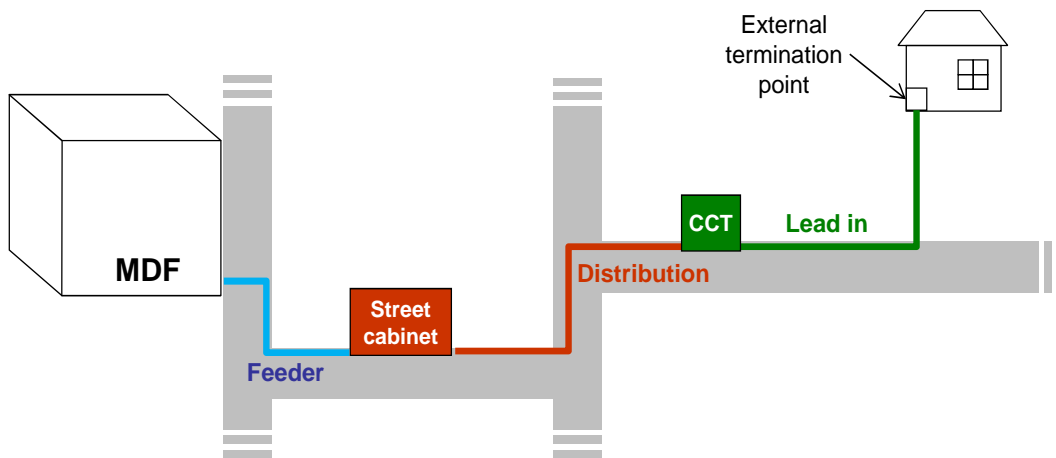 External
termination
point
MDF
Street
cabinet
Feeder
CCT
Lead in
Distribution